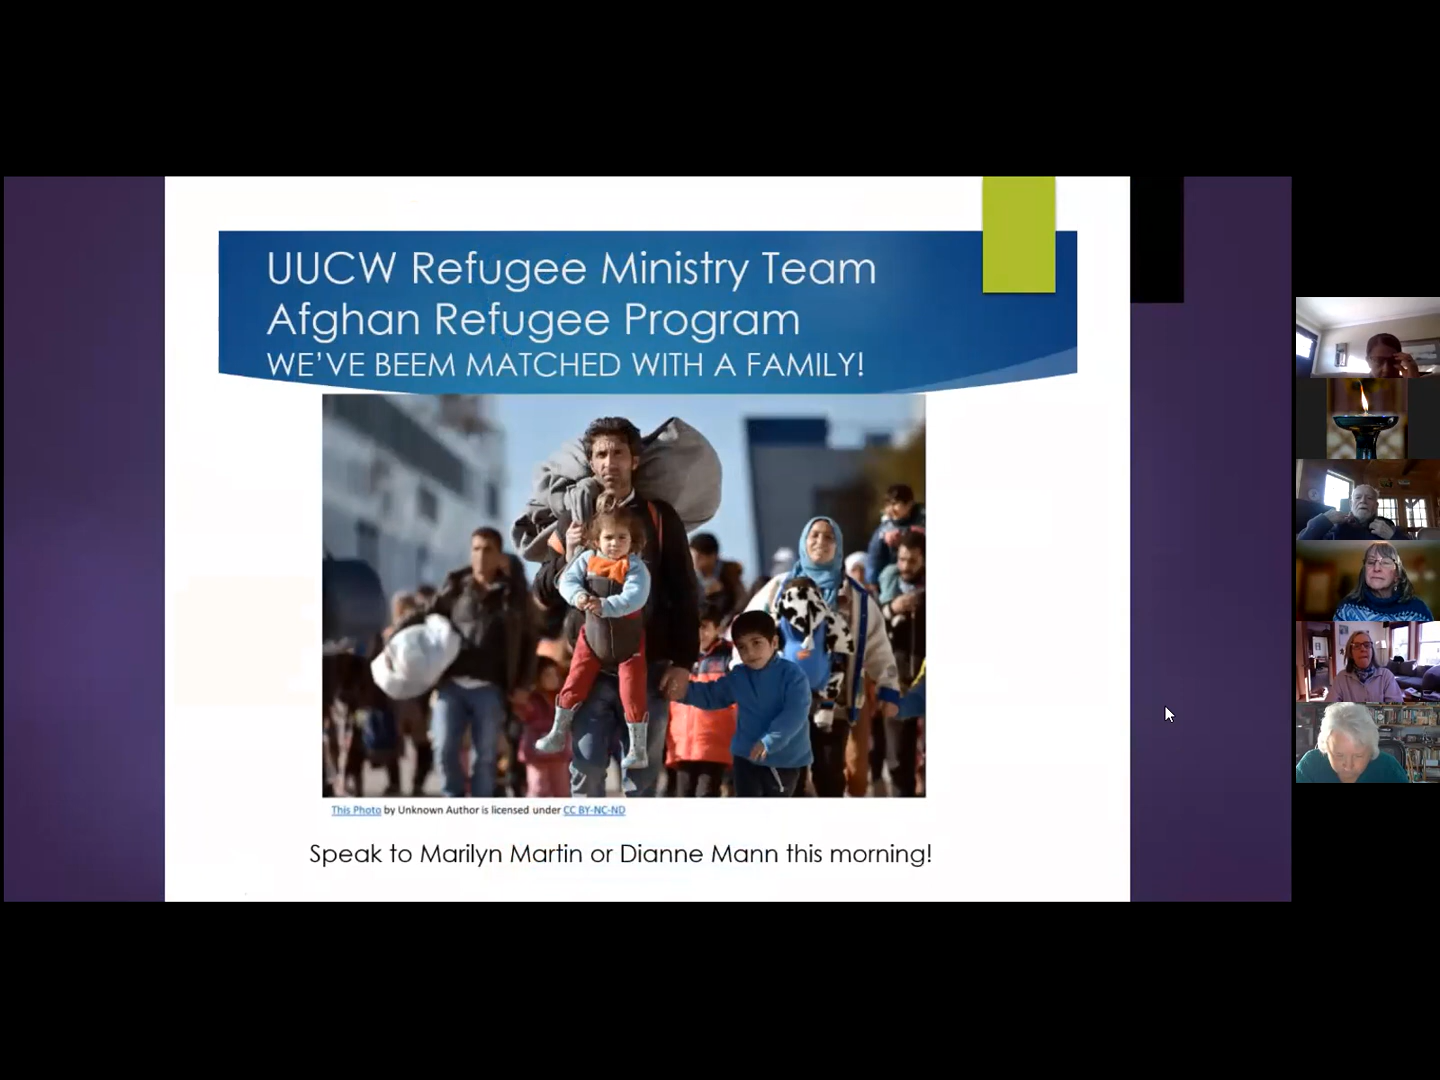 UUCW Refugee Ministry Team
Afghan Refugee Program
WE'VE BEEM MATCHED WITH A FAMILY!
This Photo by Unknown Author is licensed under CC BY-NC-ND
Speak to Marilyn Martin or Dianne Mann this morning!